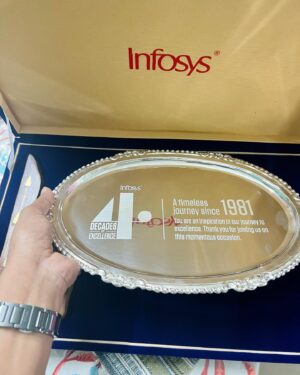 Infosys®
Infosys
40
DECADES
EXCELLENCE
A timeless
journey since 1981
You are an inspiration in our journey to
excellence. Thank you for joining us on
this momentous occasion.